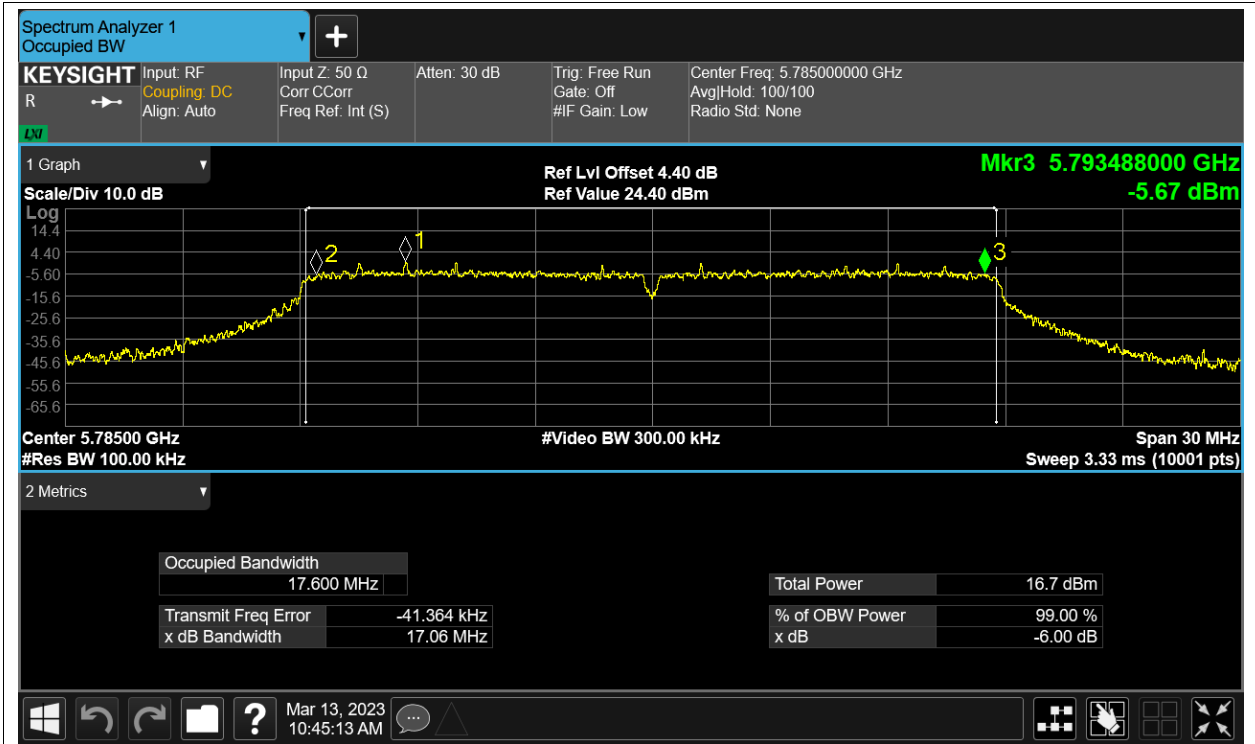 Spectrum Analyzer 1
Occupied BW
+
KEYSIGHT
R
LXI
Input: RF
Coupling: DC
Align: Auto
Input Z: 50 Ω
Corr CCorr
Freq Ref: Int (S)
Atten: 30 dB
Trig: Free Run
Gate: Off
#IF Gain: Low
Center Freq: 5.785000000 GHz
Avg|Hold: 100/100
Radio Std: None
1 Graph
Scale/Div 10.0 dB
Ref Lvl Offset 4.40 dB
Ref Value 24.40 dBm
Mkr3 5.793488000 GHz
-5.67 dBm
Log
14.4
4.40
-5.60
-15.6
-25.6
-35.6
-45.6
-55.6
-65.6
2
1
3
Center 5.78500 GHz
#Res BW 100.00 kHz
#Video BW 300.00 kHz
Span 30 MHz
Sweep 3.33 ms (10001 pts)
2 Metrics
Occupied Bandwidth
17.600 MHz
Transmit Freq Error -41.364 kHz
x dB Bandwidth 17.06 MHz
Total Power 16.7 dBm
% of OBW Power 99.00 %
x dB -6.00 dB
?
Mar 13, 2023
10:45:13 AM